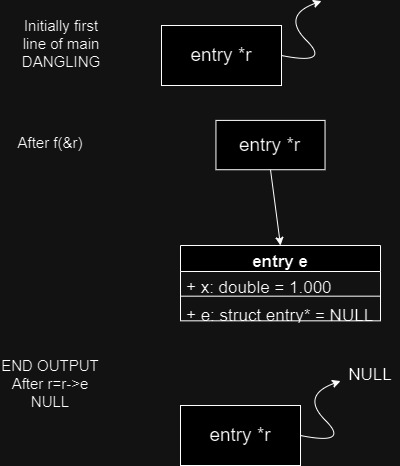 Initially first
line of main
DANGLING
entry *r
After f(&r)
entry *r
entry e
+ x: double = 1.000
+ e: struct entry* = NULL
END OUTPUT
After r=r->e
NULL
NULL
entry *r